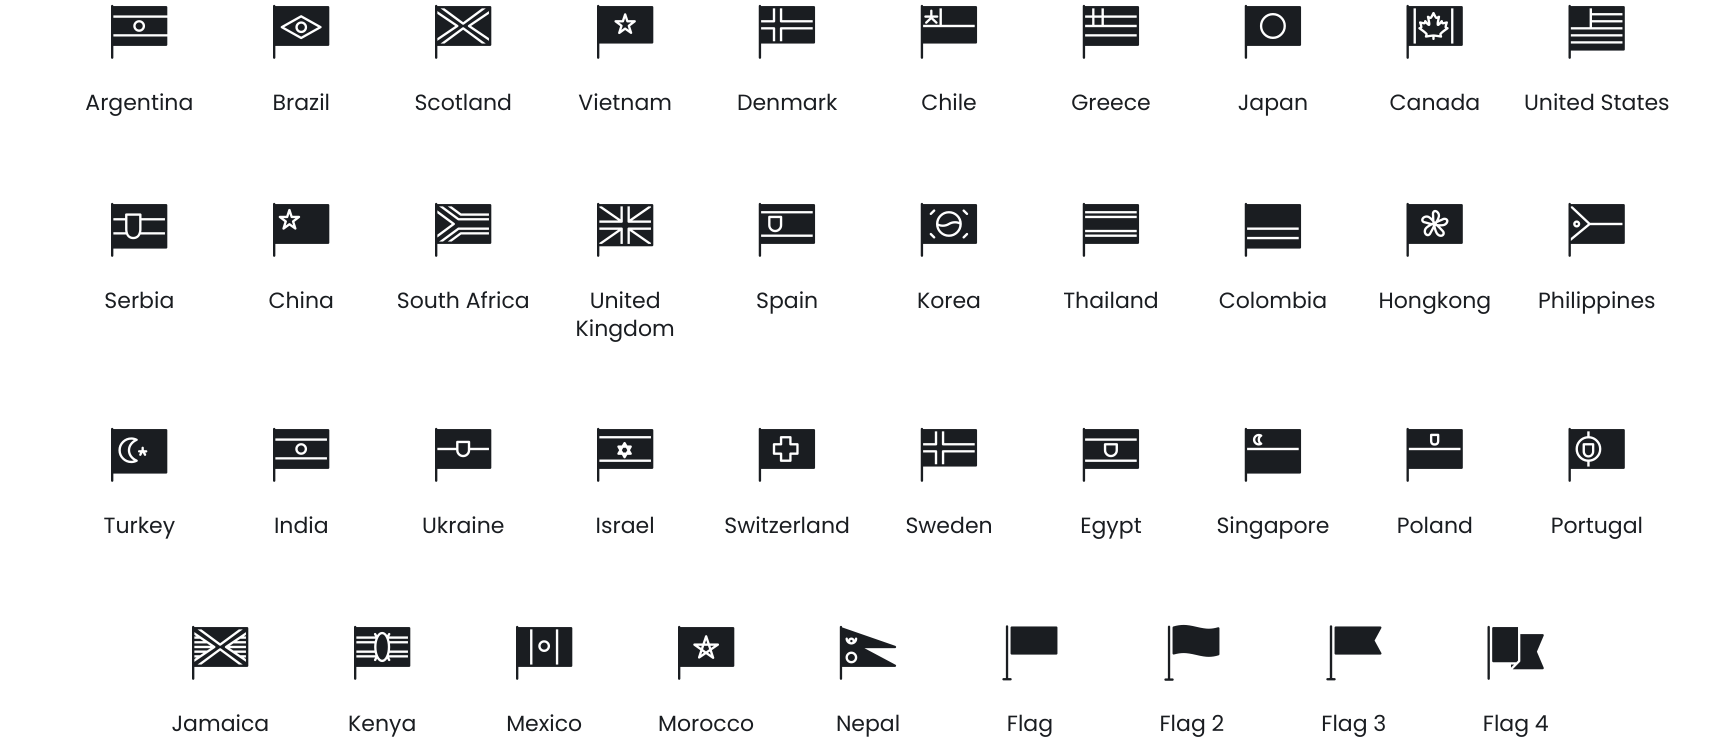 Argentina Brazil Scotland Vietnam Denmark Chile Greece Japan Canada United States
Serbia China South Africa United Kingdom Spain Korea Thailand Colombia Hongkong Philippines
Turkey India Ukraine Israel Switzerland Sweden Egypt Singapore Poland Portugal
Jamaica Kenya Mexico Morocco Nepal Flag Flag 2 Flag 3 Flag 4